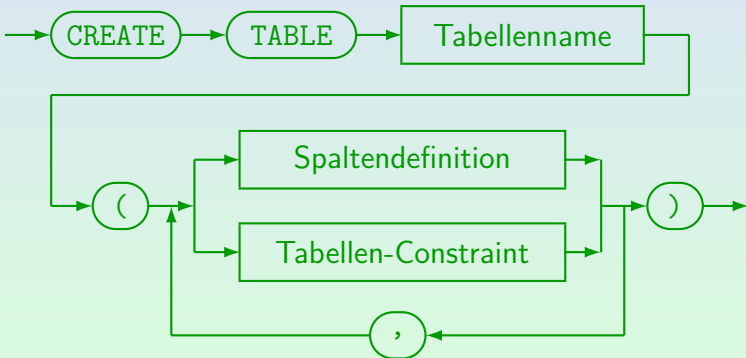 CREATE TABLE Tabellenname
Spaltendefinition
( )
Tabellen-Constraint
,